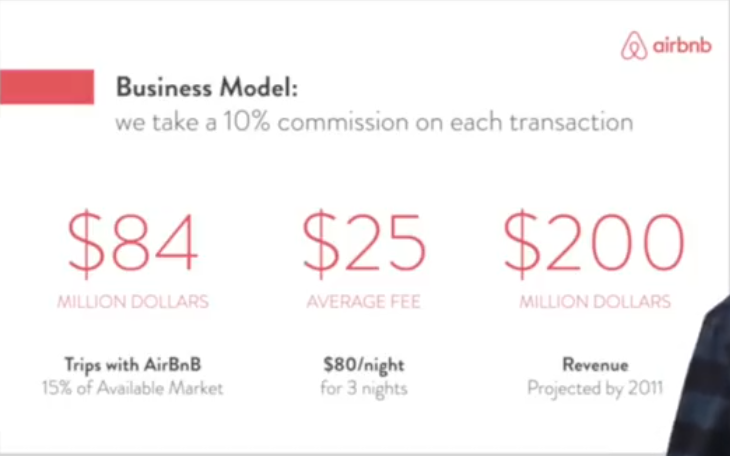 airbnb
Business Model:
we take a 10% commission on each transaction
$84
MILLION DOLLARS
Trips with AirBnB
15% of Available Market
$25
AVERAGE FEE
$80/night
for 3 nights
$200
MILLION DOLLARS
Revenue
Projected by 2011